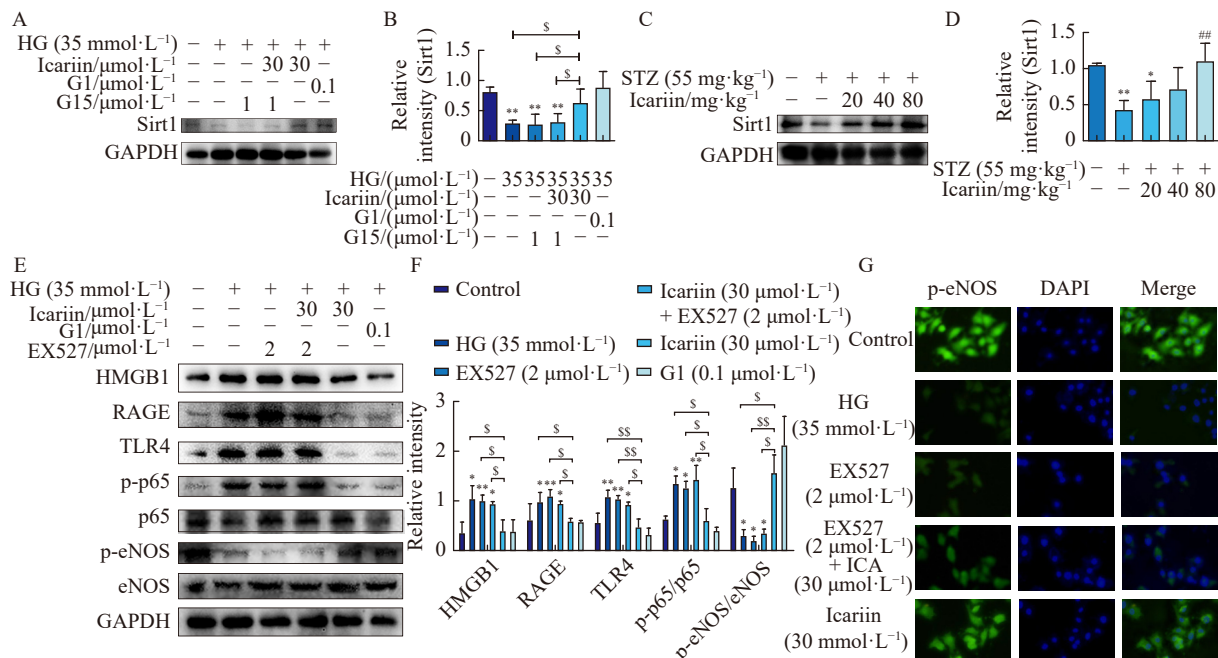 A
HG (35 mmol·L⁻¹) − + + + + +
Icariin/μmol·L⁻¹ − − − 30 30 −
G1/μmol·L⁻¹ − − − − − 0.1
G15/μmol·L⁻¹ − − 1 1 − −
Sirt1
GAPDH
B
Relative
intensity (Sirt1)
1.5
1.0
0.5
0
** ** **
$
$
$
HG/(μmol·L⁻¹) − 35 35 35 35 35
Icariin/(μmol·L⁻¹) − − − 30 30 −
G1/(μmol·L⁻¹) − − − − − 0.1
G15/(μmol·L⁻¹) − − 1 1 − −
C
STZ (55 mg·kg⁻¹) − + + + +
Icariin/mg·kg⁻¹ − − 20 40 80
Sirt1
GAPDH
D
Relative
intensity (Sirt1)
1.5
1.0
0.5
0
** * ##
STZ (55 mg·kg⁻¹) − + + + +
Icariin/mg·kg⁻¹ − − 20 40 80
E
HG (35 mmol·L⁻¹) − + + + + +
Icariin/μmol·L⁻¹ − − − 30 30 −
G1/μmol·L⁻¹ − − − − − 0.1
EX527/μmol·L⁻¹ − − 2 2 − −
HMGB1
RAGE
TLR4
p-p65
p65
p-eNOS
eNOS
GAPDH
F
Control
HG (35 mmol·L⁻¹)
EX527 (2 μmol·L⁻¹)
Icariin (30 μmol·L⁻¹)
+ EX527 (2 μmol·L⁻¹)
Icariin (30 μmol·L⁻¹)
G1 (0.1 μmol·L⁻¹)
Relative intensity
3
2
1
0
$ $ $$ $ $
$ $ $$ $ $$
$ $ $ $ $
* ** * * ** * ** ** * * * ** * * *
HMGB1
RAGE
TLR4
p-p65/p65
p-eNOS/eNOS
G
p-eNOS DAPI Merge
Control
HG
(35 mmol·L⁻¹)
EX527
(2 μmol·L⁻¹)
EX527
(2 μmol·L⁻¹)
+ ICA
(30 μmol·L⁻¹)
Icariin
(30 mmol·L⁻¹)